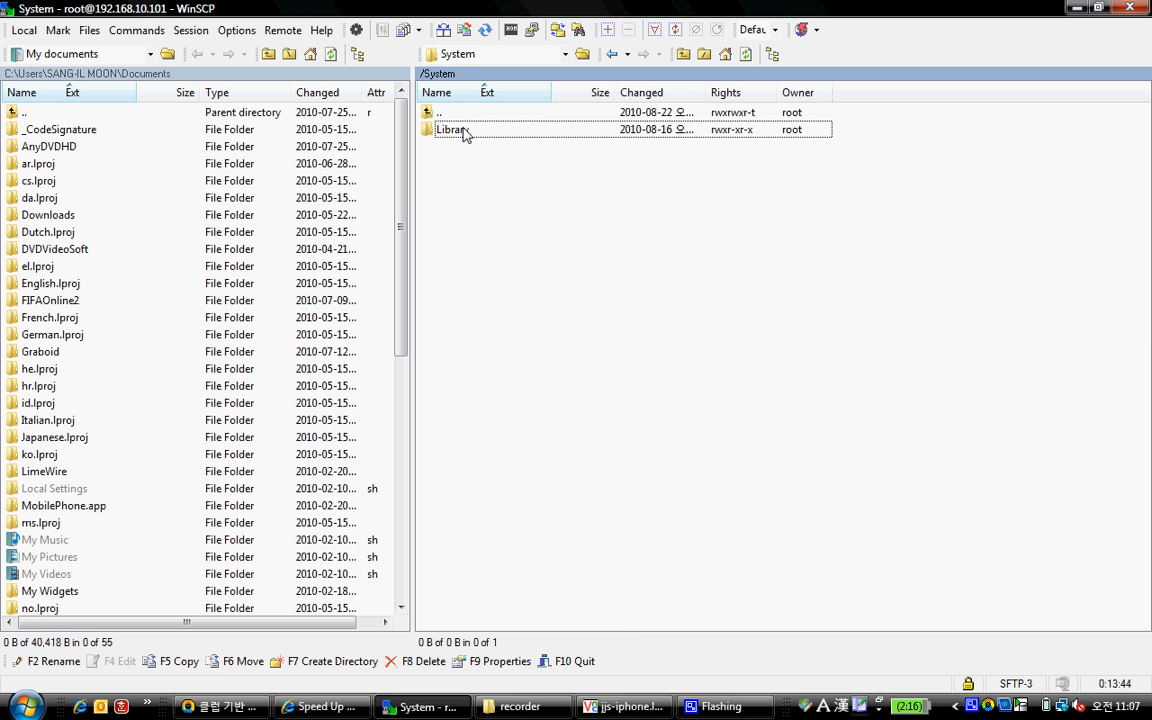 System - root@192.168.10.101 - WinSCP
Local Mark Files Commands Session Options Remote Help Defau
My documents
System
C:\Users\SANG-IL MOON\Documents
/System
Name Ext Size Type Changed Attr
Name Ext Size Changed Rights Owner
.. Parent directory 2010-07-25... r
.. 2010-08-22 오... rwxrwxr-t root
_CodeSignature File Folder 2010-05-15...
Library 2010-08-16 오... rwxr-xr-x root
AnyDVDHD File Folder 2010-07-25...
ar.lproj File Folder 2010-06-28...
cs.lproj File Folder 2010-05-15...
da.lproj File Folder 2010-05-15...
Downloads File Folder 2010-05-22...
Dutch.lproj File Folder 2010-05-15...
DVDVideoSoft File Folder 2010-04-21...
el.lproj File Folder 2010-05-15...
English.lproj File Folder 2010-05-15...
FIFAOnline2 File Folder 2010-07-09...
French.lproj File Folder 2010-05-15...
German.lproj File Folder 2010-05-15...
Graboid File Folder 2010-07-12...
he.lproj File Folder 2010-05-15...
hr.lproj File Folder 2010-05-15...
id.lproj File Folder 2010-05-15...
Italian.lproj File Folder 2010-05-15...
Japanese.lproj File Folder 2010-05-15...
ko.lproj File Folder 2010-05-15...
LimeWire File Folder 2010-02-20...
Local Settings File Folder 2010-02-10... sh
MobilePhone.app File Folder 2010-02-20...
ms.lproj File Folder 2010-05-15...
My Music File Folder 2010-02-10... sh
My Pictures File Folder 2010-02-10... sh
My Videos File Folder 2010-02-10... sh
My Widgets File Folder 2010-02-18...
no.lproj File Folder 2010-05-15...
0 B of 40,418 B in 0 of 55
0 B of 0 B in 0 of 1
F2 Rename F4 Edit F5 Copy F6 Move F7 Create Directory F8 Delete F9 Properties F10 Quit
SFTP-3 0:13:44
클럽 기반 ... Speed Up ... System - r... recorder jjs-iphone.l... Flashing A 漢 (2:16) 오전 11:07